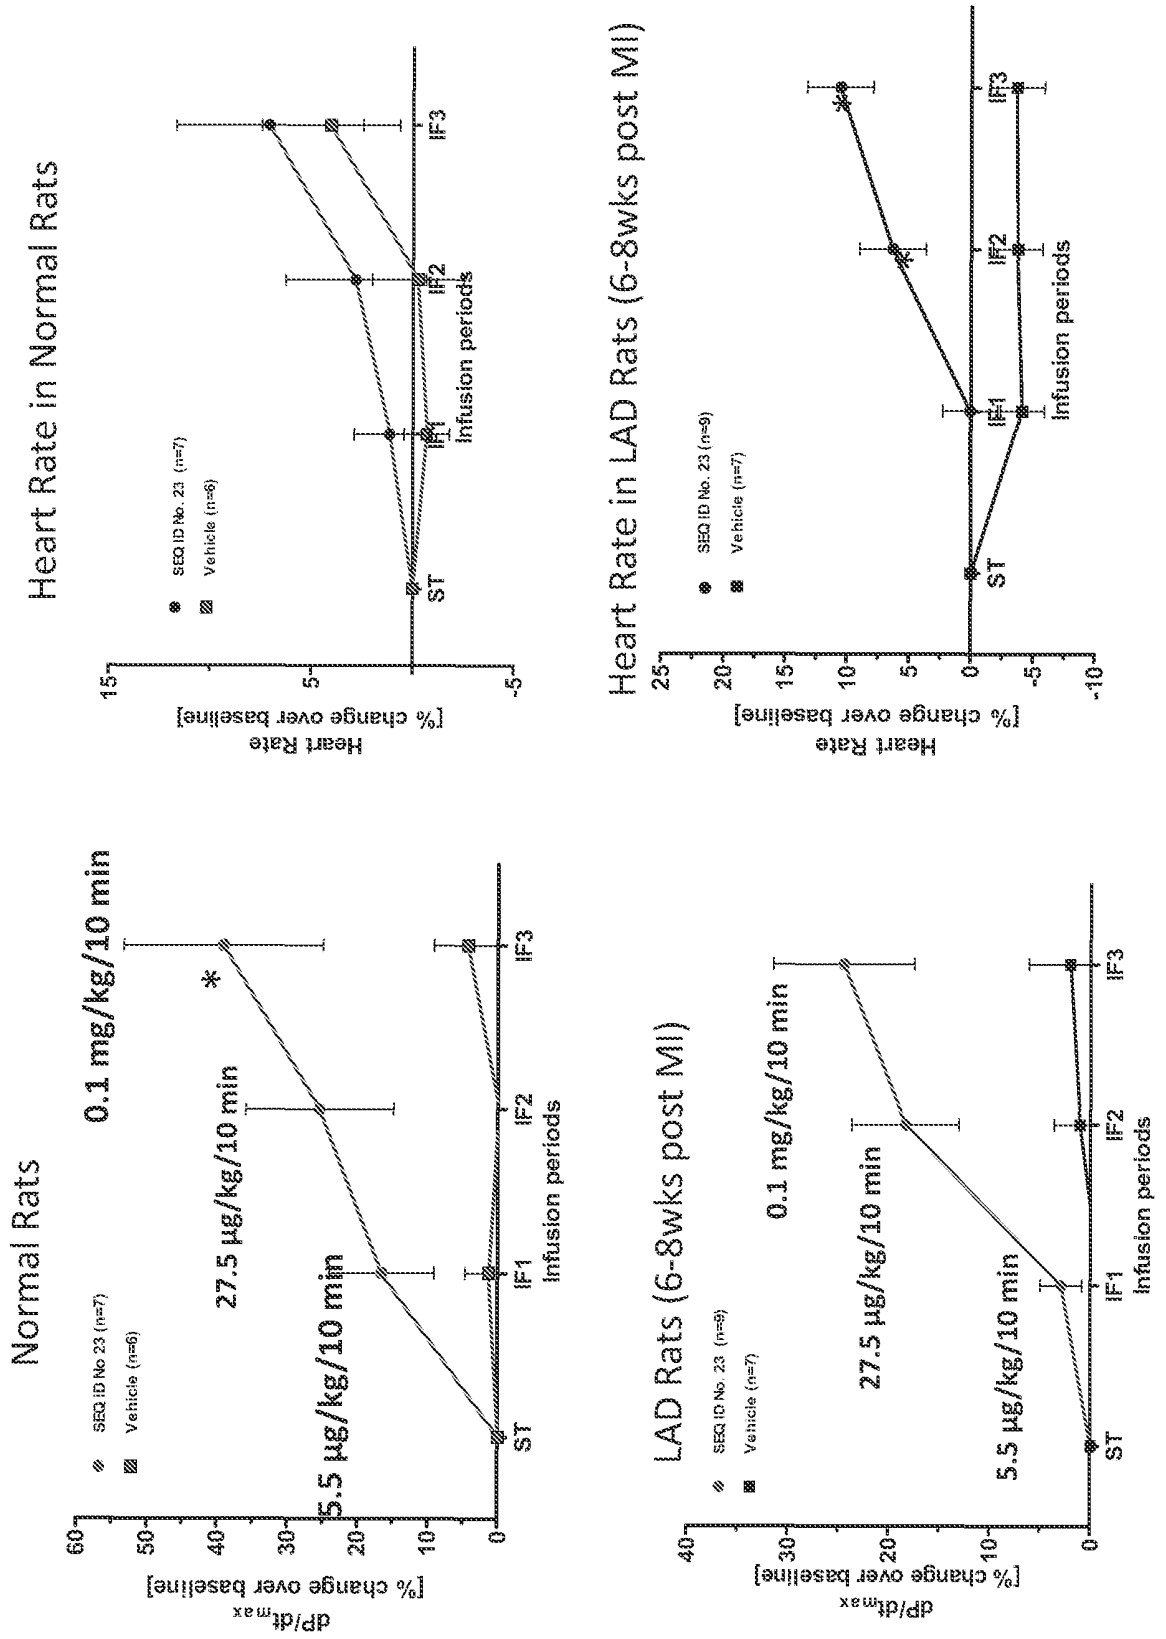 Normal Rats
dP/dtmax
[% change over baseline]
60
50
40
30
20
10
0
SEQ ID No 23 (n=7)
Vehicle (n=6)
5.5 µg/kg/10 min
27.5 µg/kg/10 min
0.1 mg/kg/10 min
*
ST
IF1
IF2
IF3
Infusion periods
Heart Rate in Normal Rats
Heart Rate
[% change over baseline]
15
5
-5
SEQ ID No. 23 (n=7)
Vehicle (n=6)
ST
IF1
IF2
IF3
Infusion periods
LAD Rats (6-8wks post MI)
dP/dtmax
[% change over baseline]
40
30
20
10
0
SEQ ID No. 23 (n=9)
Vehicle (n=7)
5.5 µg/kg/10 min
27.5 µg/kg/10 min
0.1 mg/kg/10 min
ST
IF1
IF2
IF3
Infusion periods
Heart Rate in LAD Rats (6-8wks post MI)
Heart Rate
[% change over baseline]
25
20
15
10
5
0
-5
-10
SEQ ID No. 23 (n=9)
Vehicle (n=7)
*
*
ST
IF1
IF2
IF3
Infusion periods